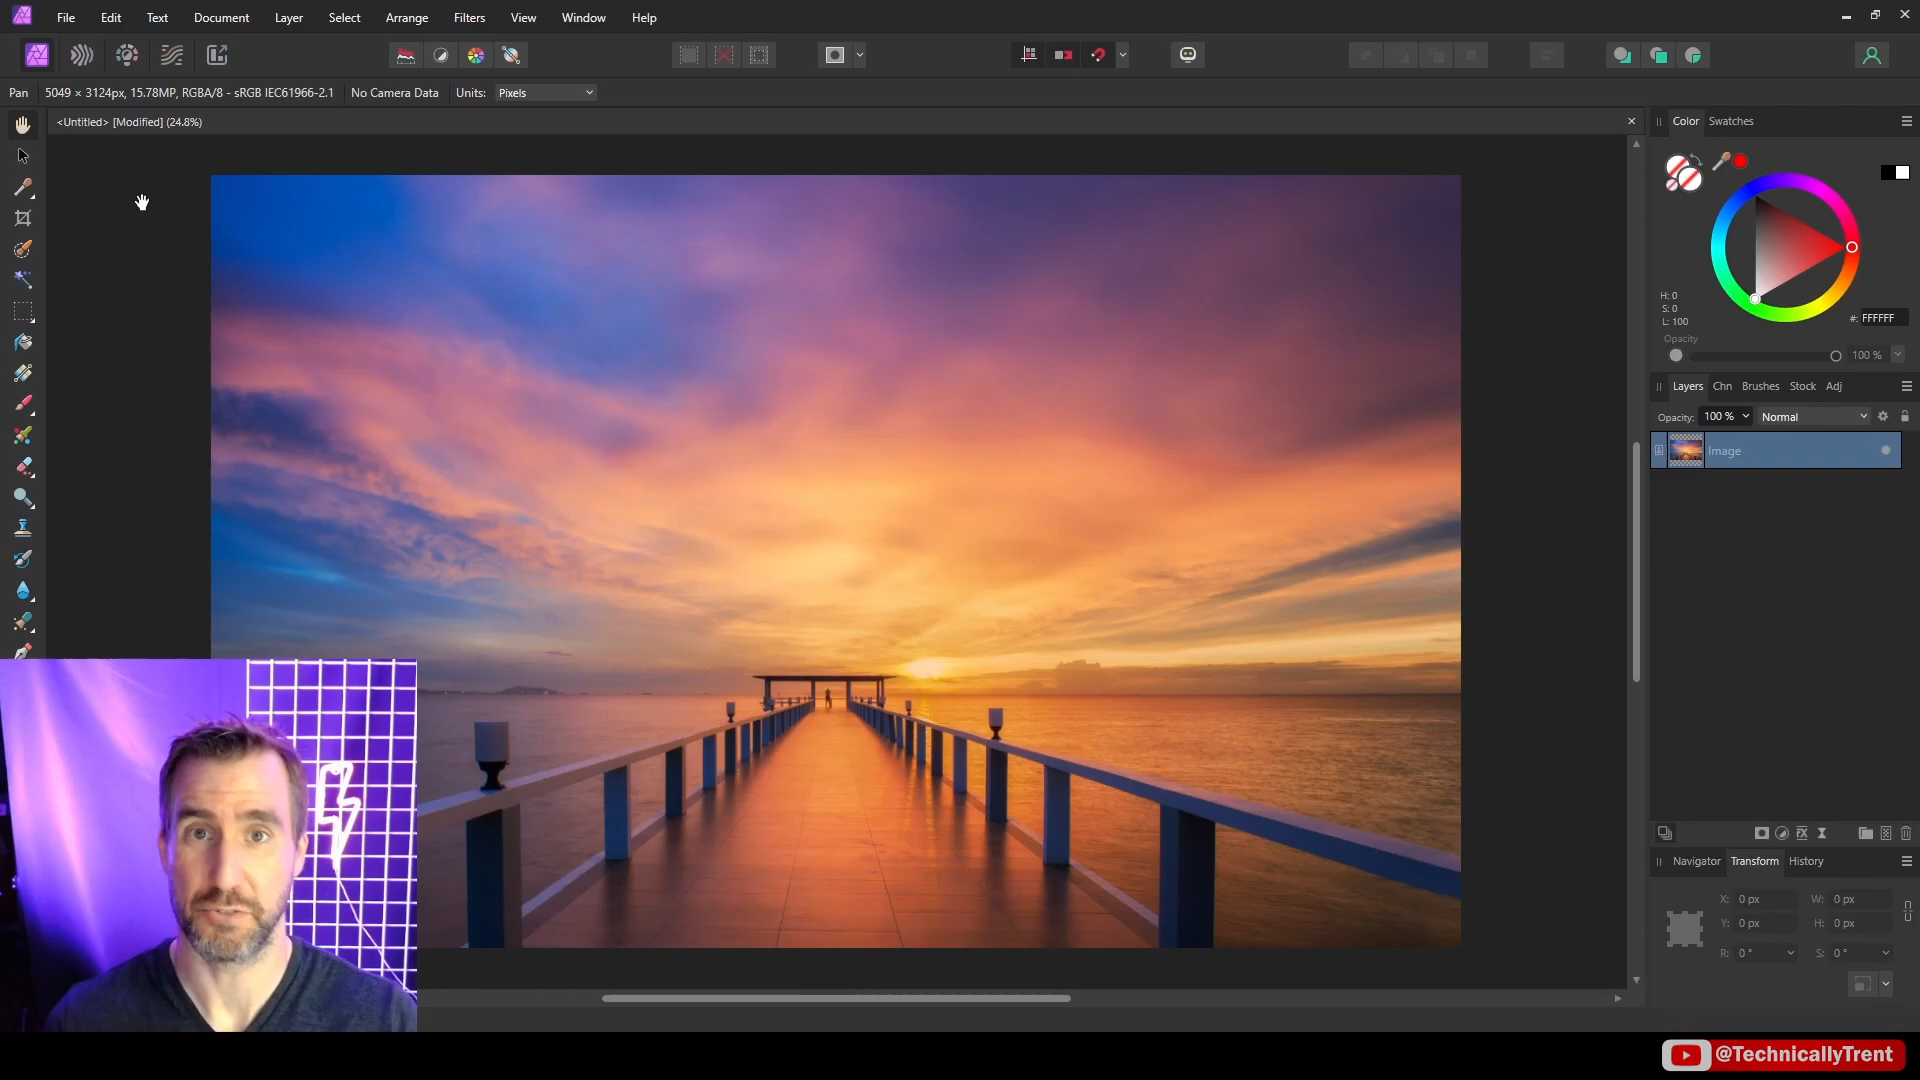 File Edit Text Document Layer Select Arrange Filters View Window Help
Pan 5049 × 3124px, 15.78MP, RGBA/8 - sRGB IEC61966-2.1 No Camera Data Units: Pixels
<Untitled> [Modified] (24.8%)
Color Swatches
H: 0
S: 0
L: 100
#: FFFFFF
Opacity
100 %
Layers Chn Brushes Stock Adj
Opacity: 100 % Normal
Image
Navigator Transform History
X: 0 px W: 0 px
Y: 0 px H: 0 px
R: 0 ° S: 0 °
@TechnicallyTrent